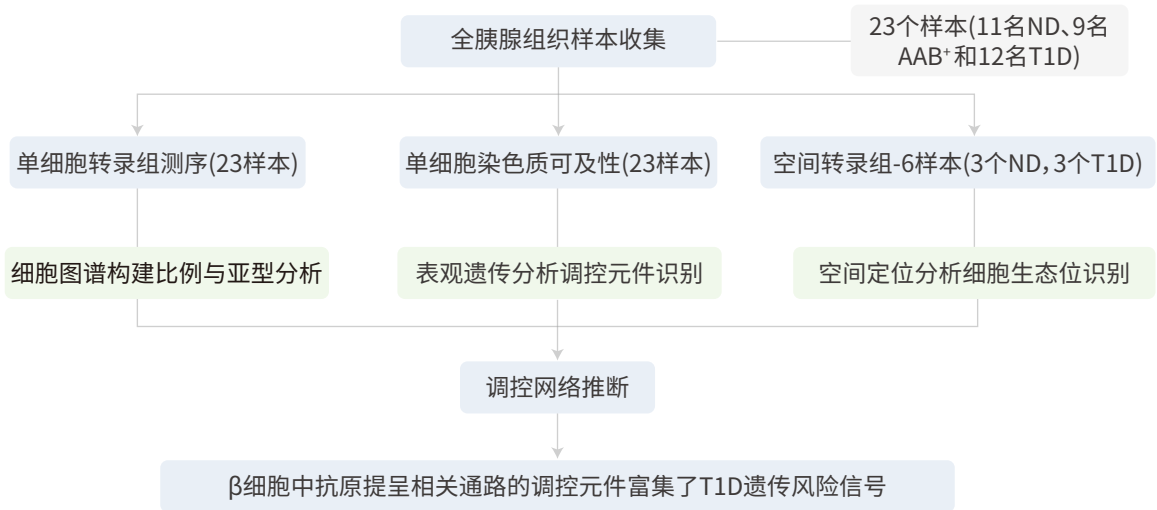 全胰腺组织样本收集
23个样本(11名ND、9名
AAB⁺和12名T1D)
单细胞转录组测序(23样本)
单细胞染色质可及性(23样本)
空间转录组-6样本(3个ND，3个T1D)
细胞图谱构建比例与亚型分析
表观遗传分析调控元件识别
空间定位分析细胞生态位识别
调控网络推断
β细胞中抗原提呈相关通路的调控元件富集了T1D遗传风险信号